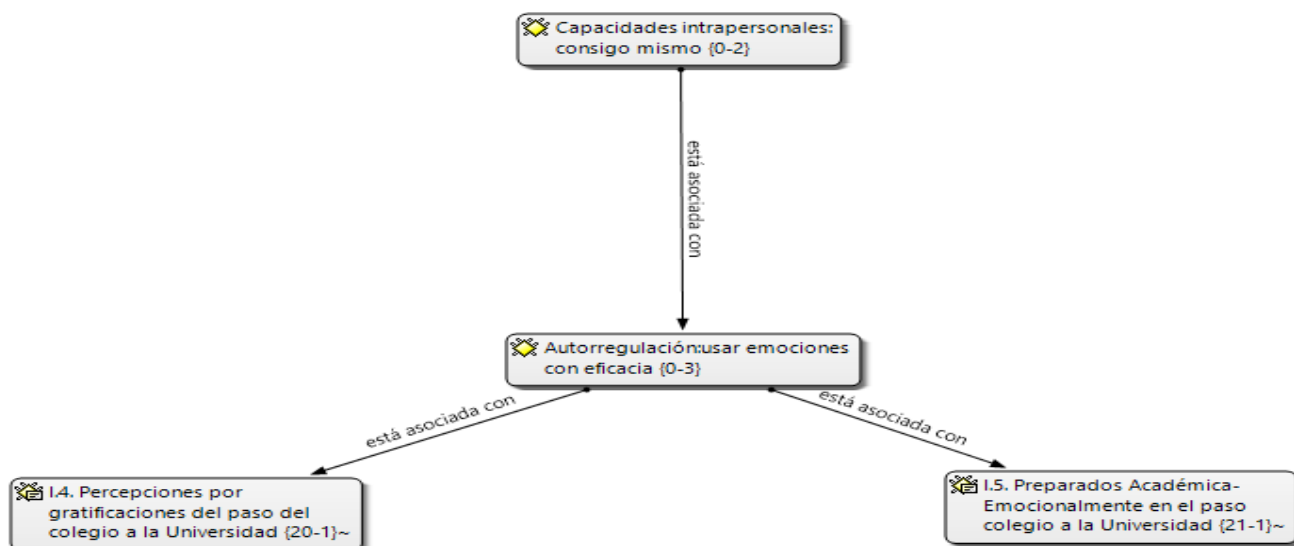 Capacidades intrapersonales:
consigo mismo {0-2}
está asociada con
Autorregulación:usar emociones
con eficacia {0-3}
está asociada con
está asociada con
I.4. Percepciones por
gratificaciones del paso del
colegio a la Universidad {20-1}~
I.5. Preparados Académica-
Emocionalmente en el paso
colegio a la Universidad {21-1}~